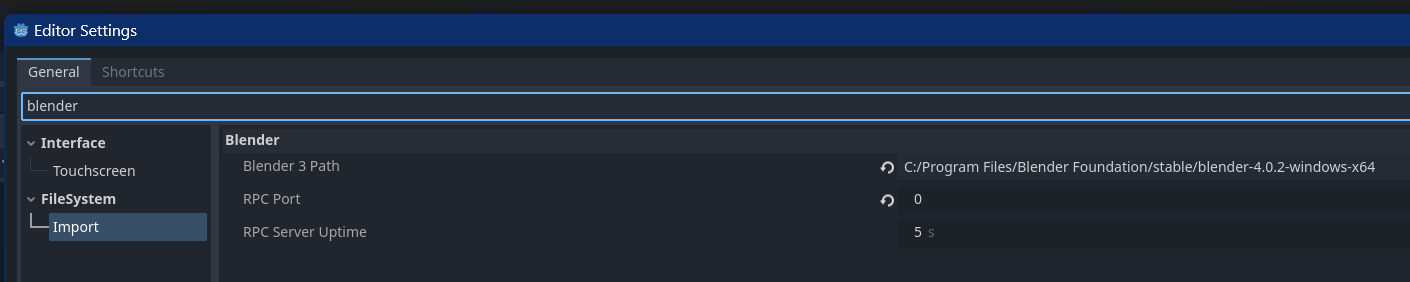 Editor Settings
General Shortcuts
blender
Interface
Touchscreen
FileSystem
Import
Blender
Blender 3 Path C:/Program Files/Blender Foundation/stable/blender-4.0.2-windows-x64
RPC Port 0
RPC Server Uptime 5 s